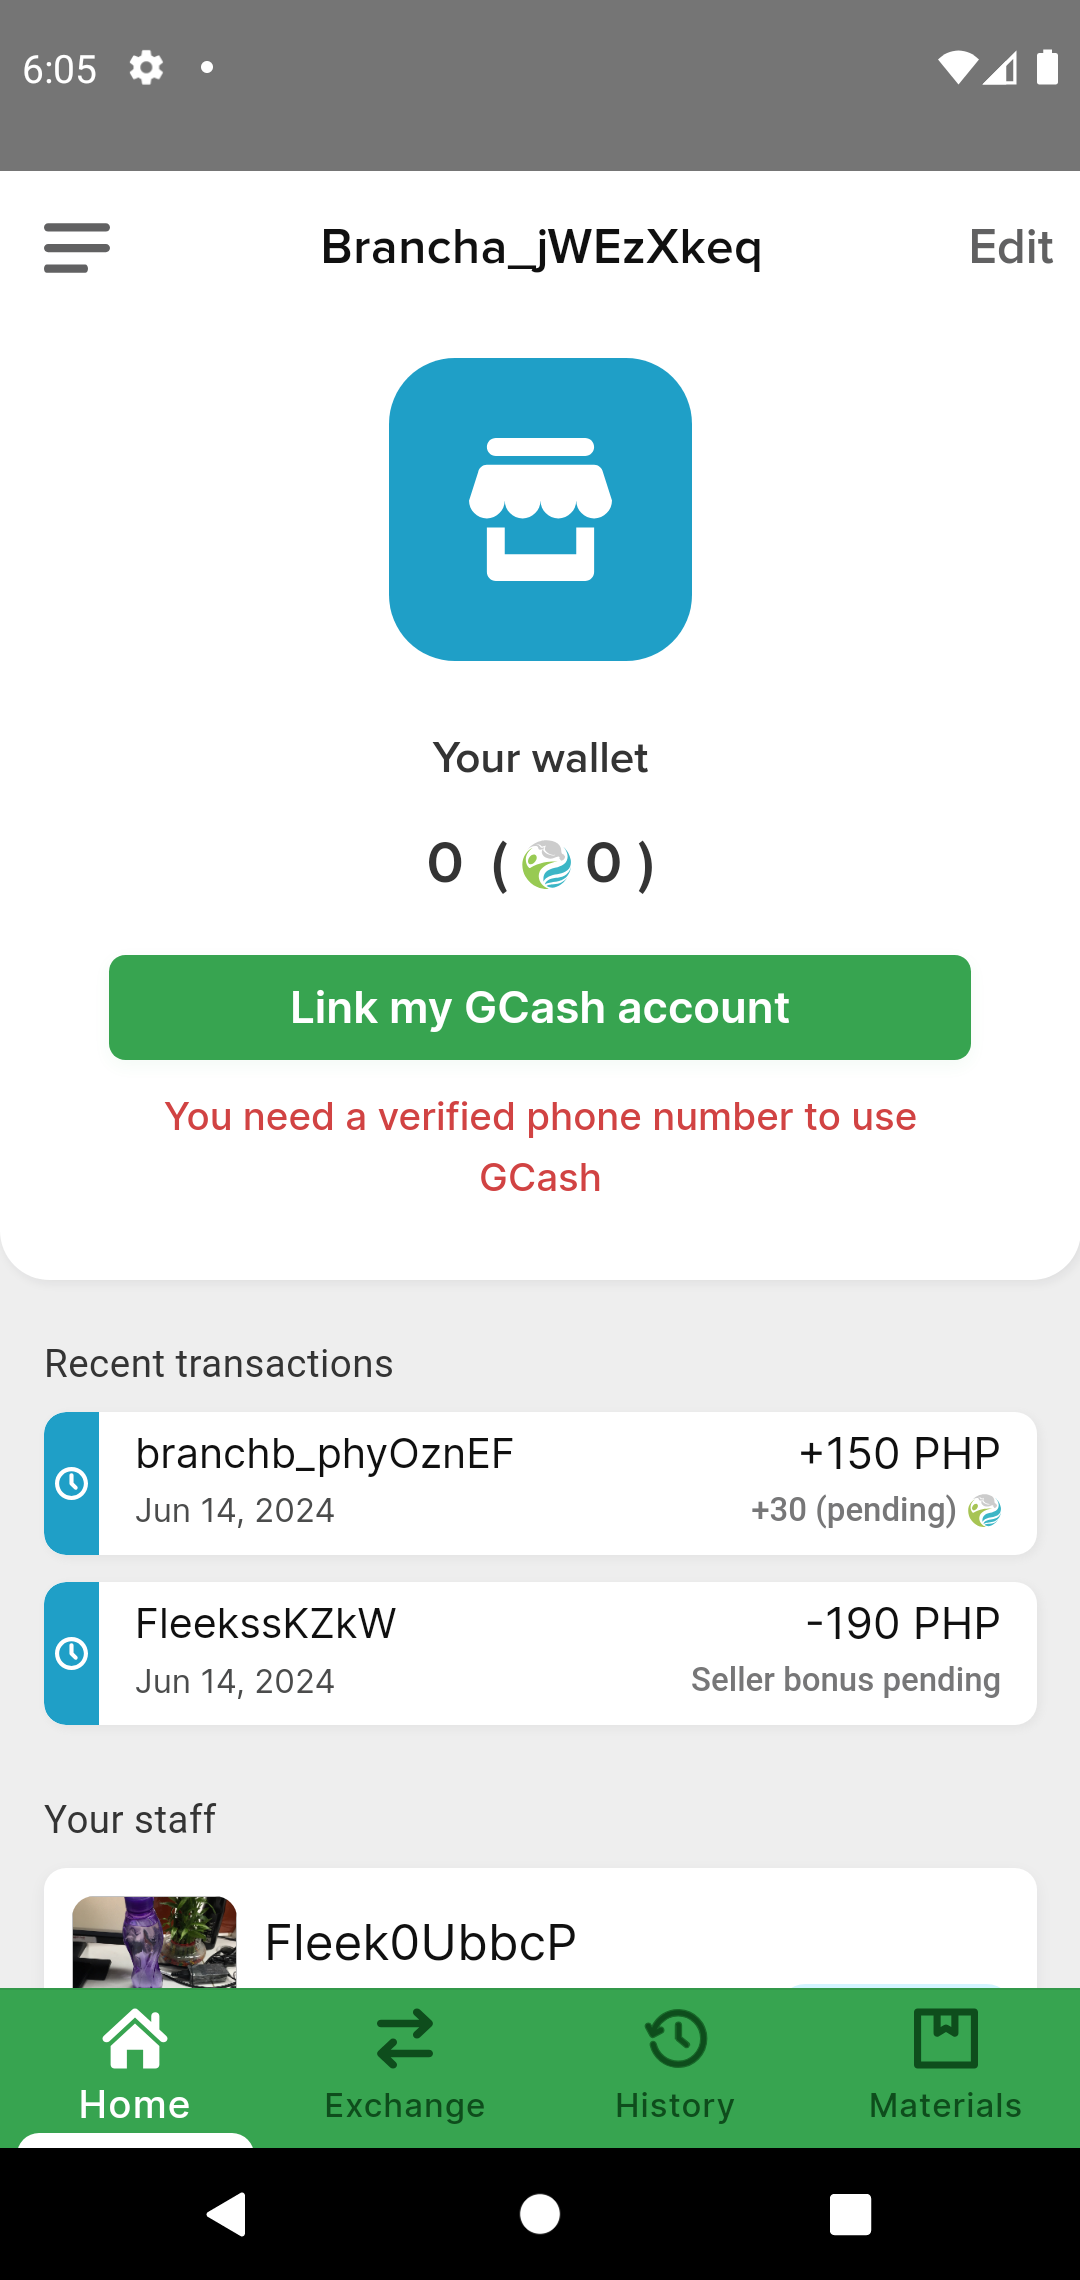 6:05
Brancha_jWEzXkeq
Edit
Your wallet
0 ( 0 )
Link my GCash account
You need a verified phone number to use
GCash
Recent transactions
branchb_phyOznEF
+150 PHP
Jun 14, 2024
+30 (pending)
FleekssKZkW
-190 PHP
Jun 14, 2024
Seller bonus pending
Your staff
Fleek0UbbcP
Home
Exchange
History
Materials